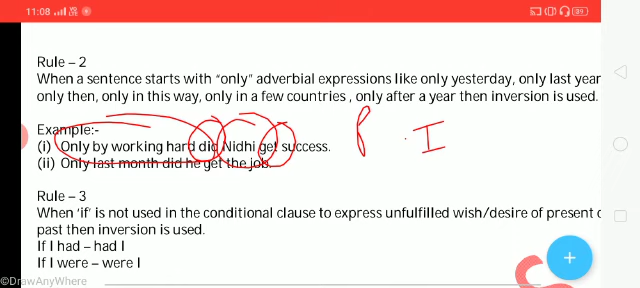 11:08
89
Rule – 2
When a sentence starts with “only” adverbial expressions like only yesterday, only last year
only then, only in this way, only in a few countries , only after a year then inversion is used.
Example:-
(i) Only by working hard did Nidhi get success.
(ii) Only last month did he get the job.
I
Rule – 3
When ‘if’ is not used in the conditional clause to express unfulfilled wish/desire of present o
past then inversion is used.
If I had – had I
If I were – were I
©DrawAnyWhere